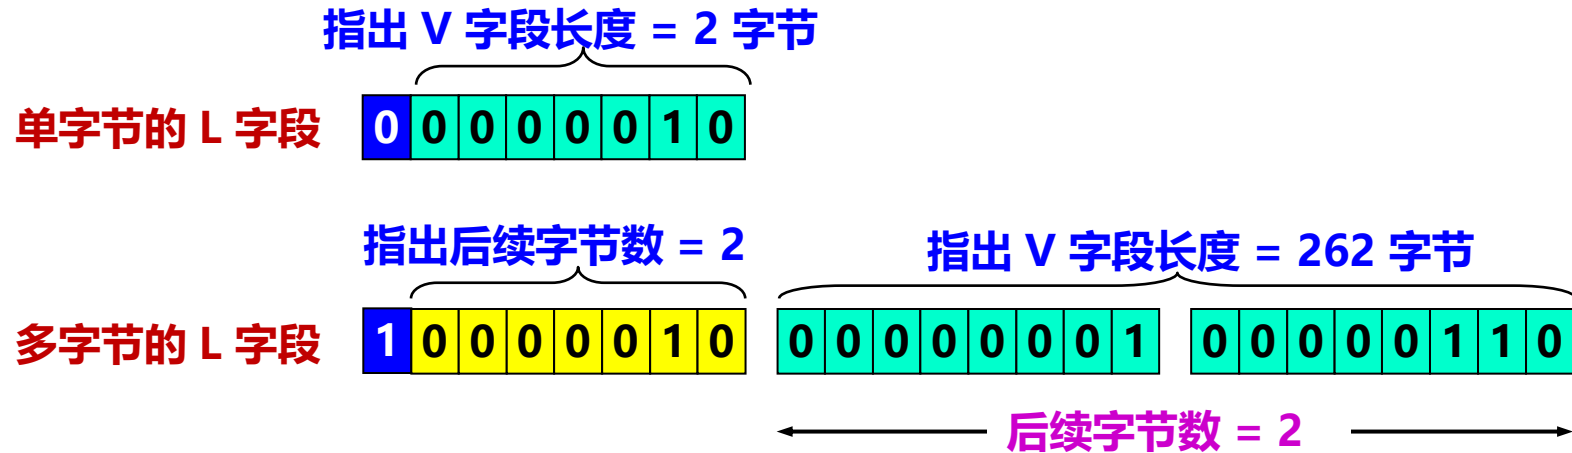 指出 V 字段长度 = 2 字节
单字节的 L 字段 0 0 0 0 0 0 1 0
指出后续字节数 = 2 指出 V 字段长度 = 262 字节
多字节的 L 字段 1 0 0 0 0 0 1 0 0 0 0 0 0 0 0 1 0 0 0 0 0 1 1 0
后续字节数 = 2